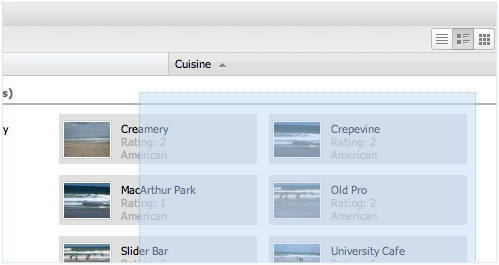 Cuisine
s)
y
Creamery
Rating: 2
American
Crepevine
Rating: 2
American
MacArthur Park
Rating: 1
American
Old Pro
Rating: 2
American
Slider Bar
University Cafe